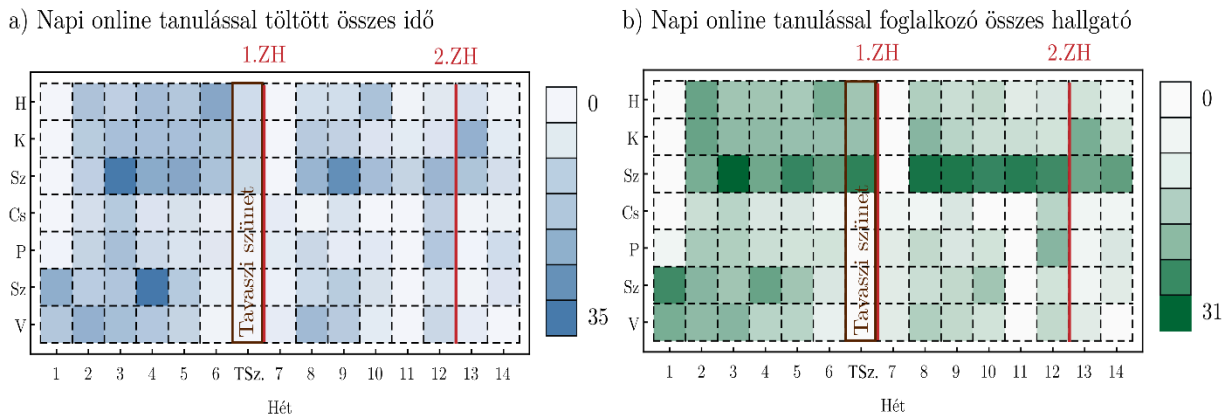 a) Napi online tanulással töltött összes idő
1.ZH
2.ZH
H
K
Sz
Cs
P
Sz
V
Tavaszi szünet
1 2 3 4 5 6 TSz. 7 8 9 10 11 12 13 14
Hét
0
35
b) Napi online tanulással foglalkozó összes hallgató
1.ZH
2.ZH
H
K
Sz
Cs
P
Sz
V
Tavaszi szünet
1 2 3 4 5 6 TSz. 7 8 9 10 11 12 13 14
Hét
0
31